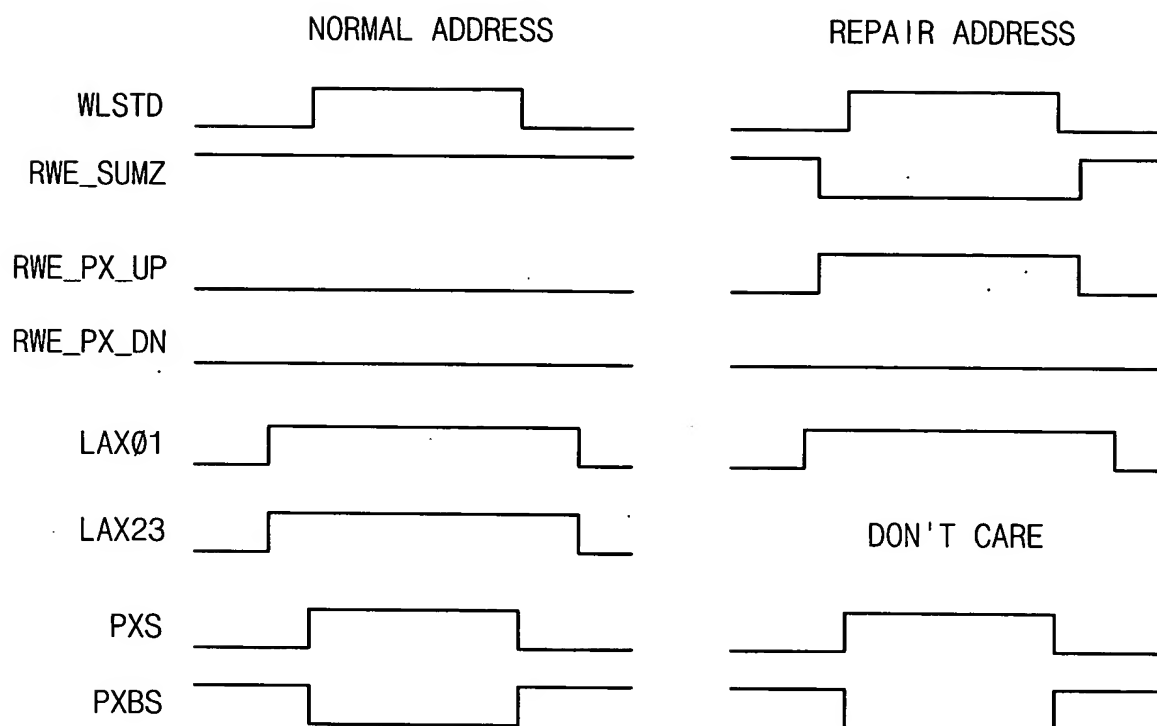 NORMAL ADDRESS
REPAIR ADDRESS
WLSTD
RWE_SUMZ
RWE_PX_UP
RWE_PX_DN
LAXØ1
LAX23
DON'T CARE
PXS
PXBS